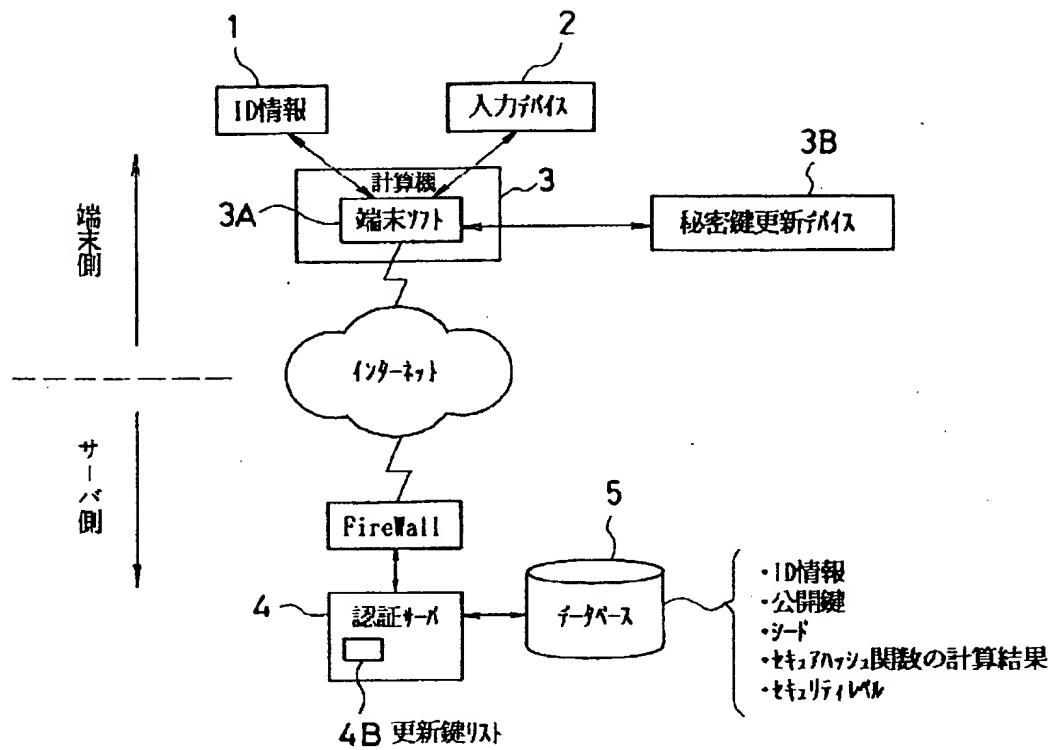 1
2
ID情報
入力デバイス
3B
計算機
3
3A
端末ソフト
秘密鍵更新デバイス
端末側
インターネット
サーバ側
FireWall
5
4
認証サーバ
データベース
・ID情報
・公開鍵
・シード
・セキュアハッシュ関数の計算結果
・セキュリティレベル
4B 更新鍵リスト